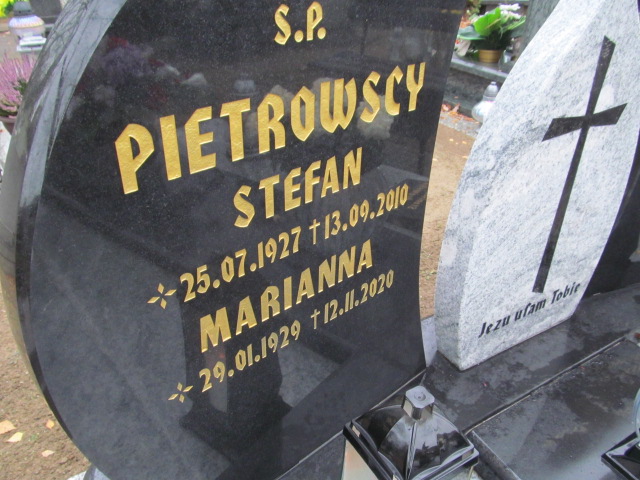 S.P.
PIETROWSCY
STEFAN
25.07.1927 †13.09.2010
MARIANNA
29.01.1929 †12.11.2020
Jezu ufam Tobie